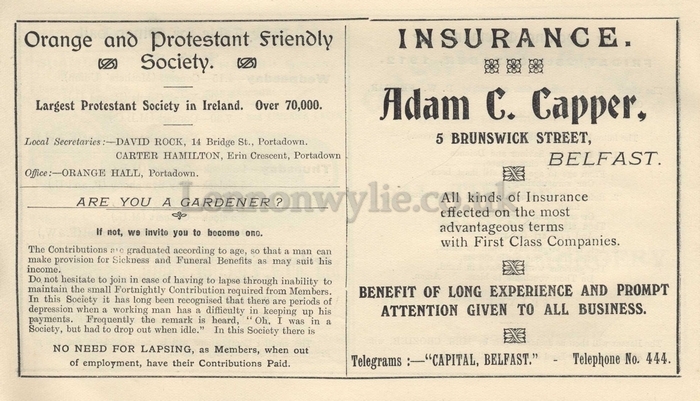 Orange and Protestant Friendly
Society.
Largest Protestant Society in Ireland. Over 70,000.
Local Secretaries:—DAVID ROCK, 14 Bridge St., Portadown.
CARTER HAMILTON, Erin Crescent, Portadown
Office:—ORANGE HALL, Portadown.
ARE YOU A GARDENER?
If not, we invite you to become one.
The Contributions are graduated according to age, so that a man can
make provision for Sickness and Funeral Benefits as may suit his
income.
Do not hesitate to join in case of having to lapse through inability to
maintain the small Fortnightly Contribution required from Members.
In this Society it has long been recognised that there are periods of
depression when a working man has a difficulty in keeping up his
payments. Frequently the remark is heard, "Oh, I was in a
Society, but had to drop out when idle." In this Society there is
NO NEED FOR LAPSING, as Members, when out
of employment, have their Contributions Paid.
INSURANCE.
Adam C. Capper,
5 BRUNSWICK STREET,
BELFAST.
All kinds of Insurance
effected on the most
advantageous terms
with First Class Companies.
BENEFIT OF LONG EXPERIENCE AND PROMPT
ATTENTION GIVEN TO ALL BUSINESS.
Telegrams:—"CAPITAL, BELFAST." - Telephone No. 444.
Lennonwylie.co.uk